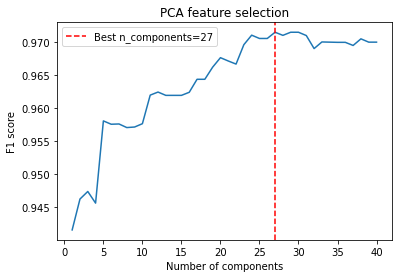 PCA feature selection
Best n_components=27
F1 score
0.970
0.965
0.960
0.955
0.950
0.945
0 5 10 15 20 25 30 35 40
Number of components